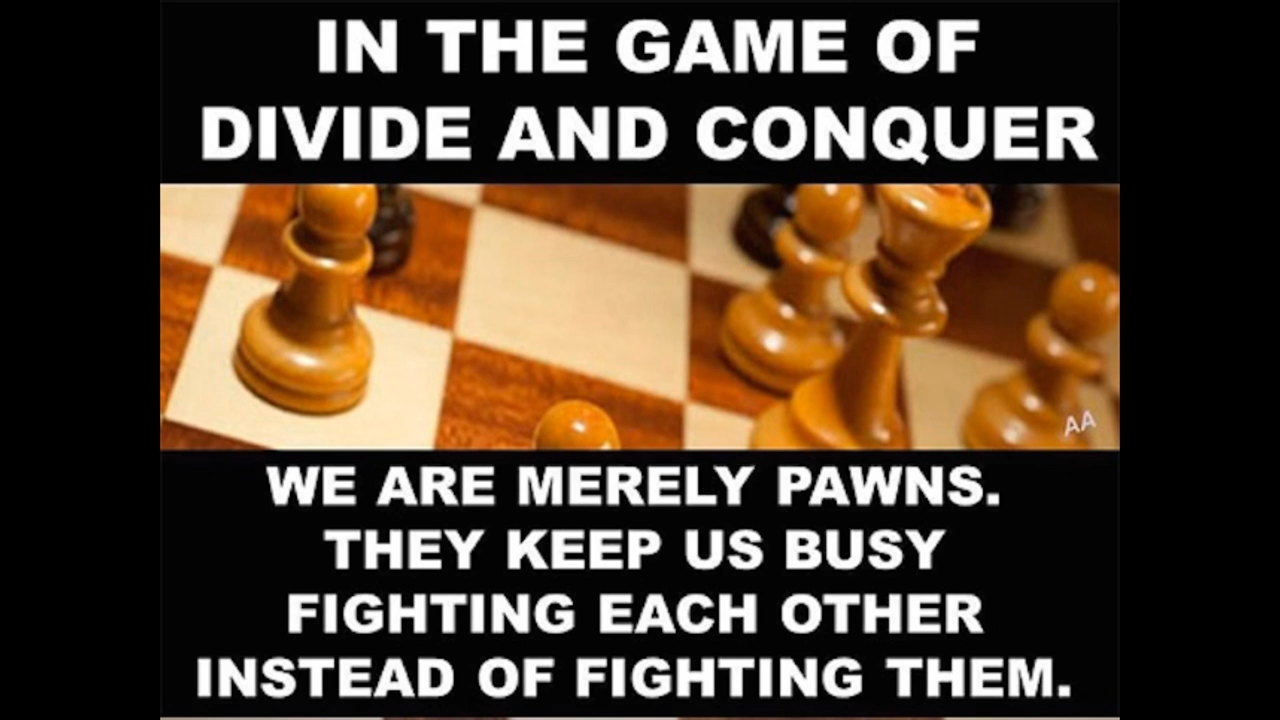 IN THE GAME OF
DIVIDE AND CONQUER
AA
WE ARE MERELY PAWNS.
THEY KEEP US BUSY
FIGHTING EACH OTHER
INSTEAD OF FIGHTING THEM.